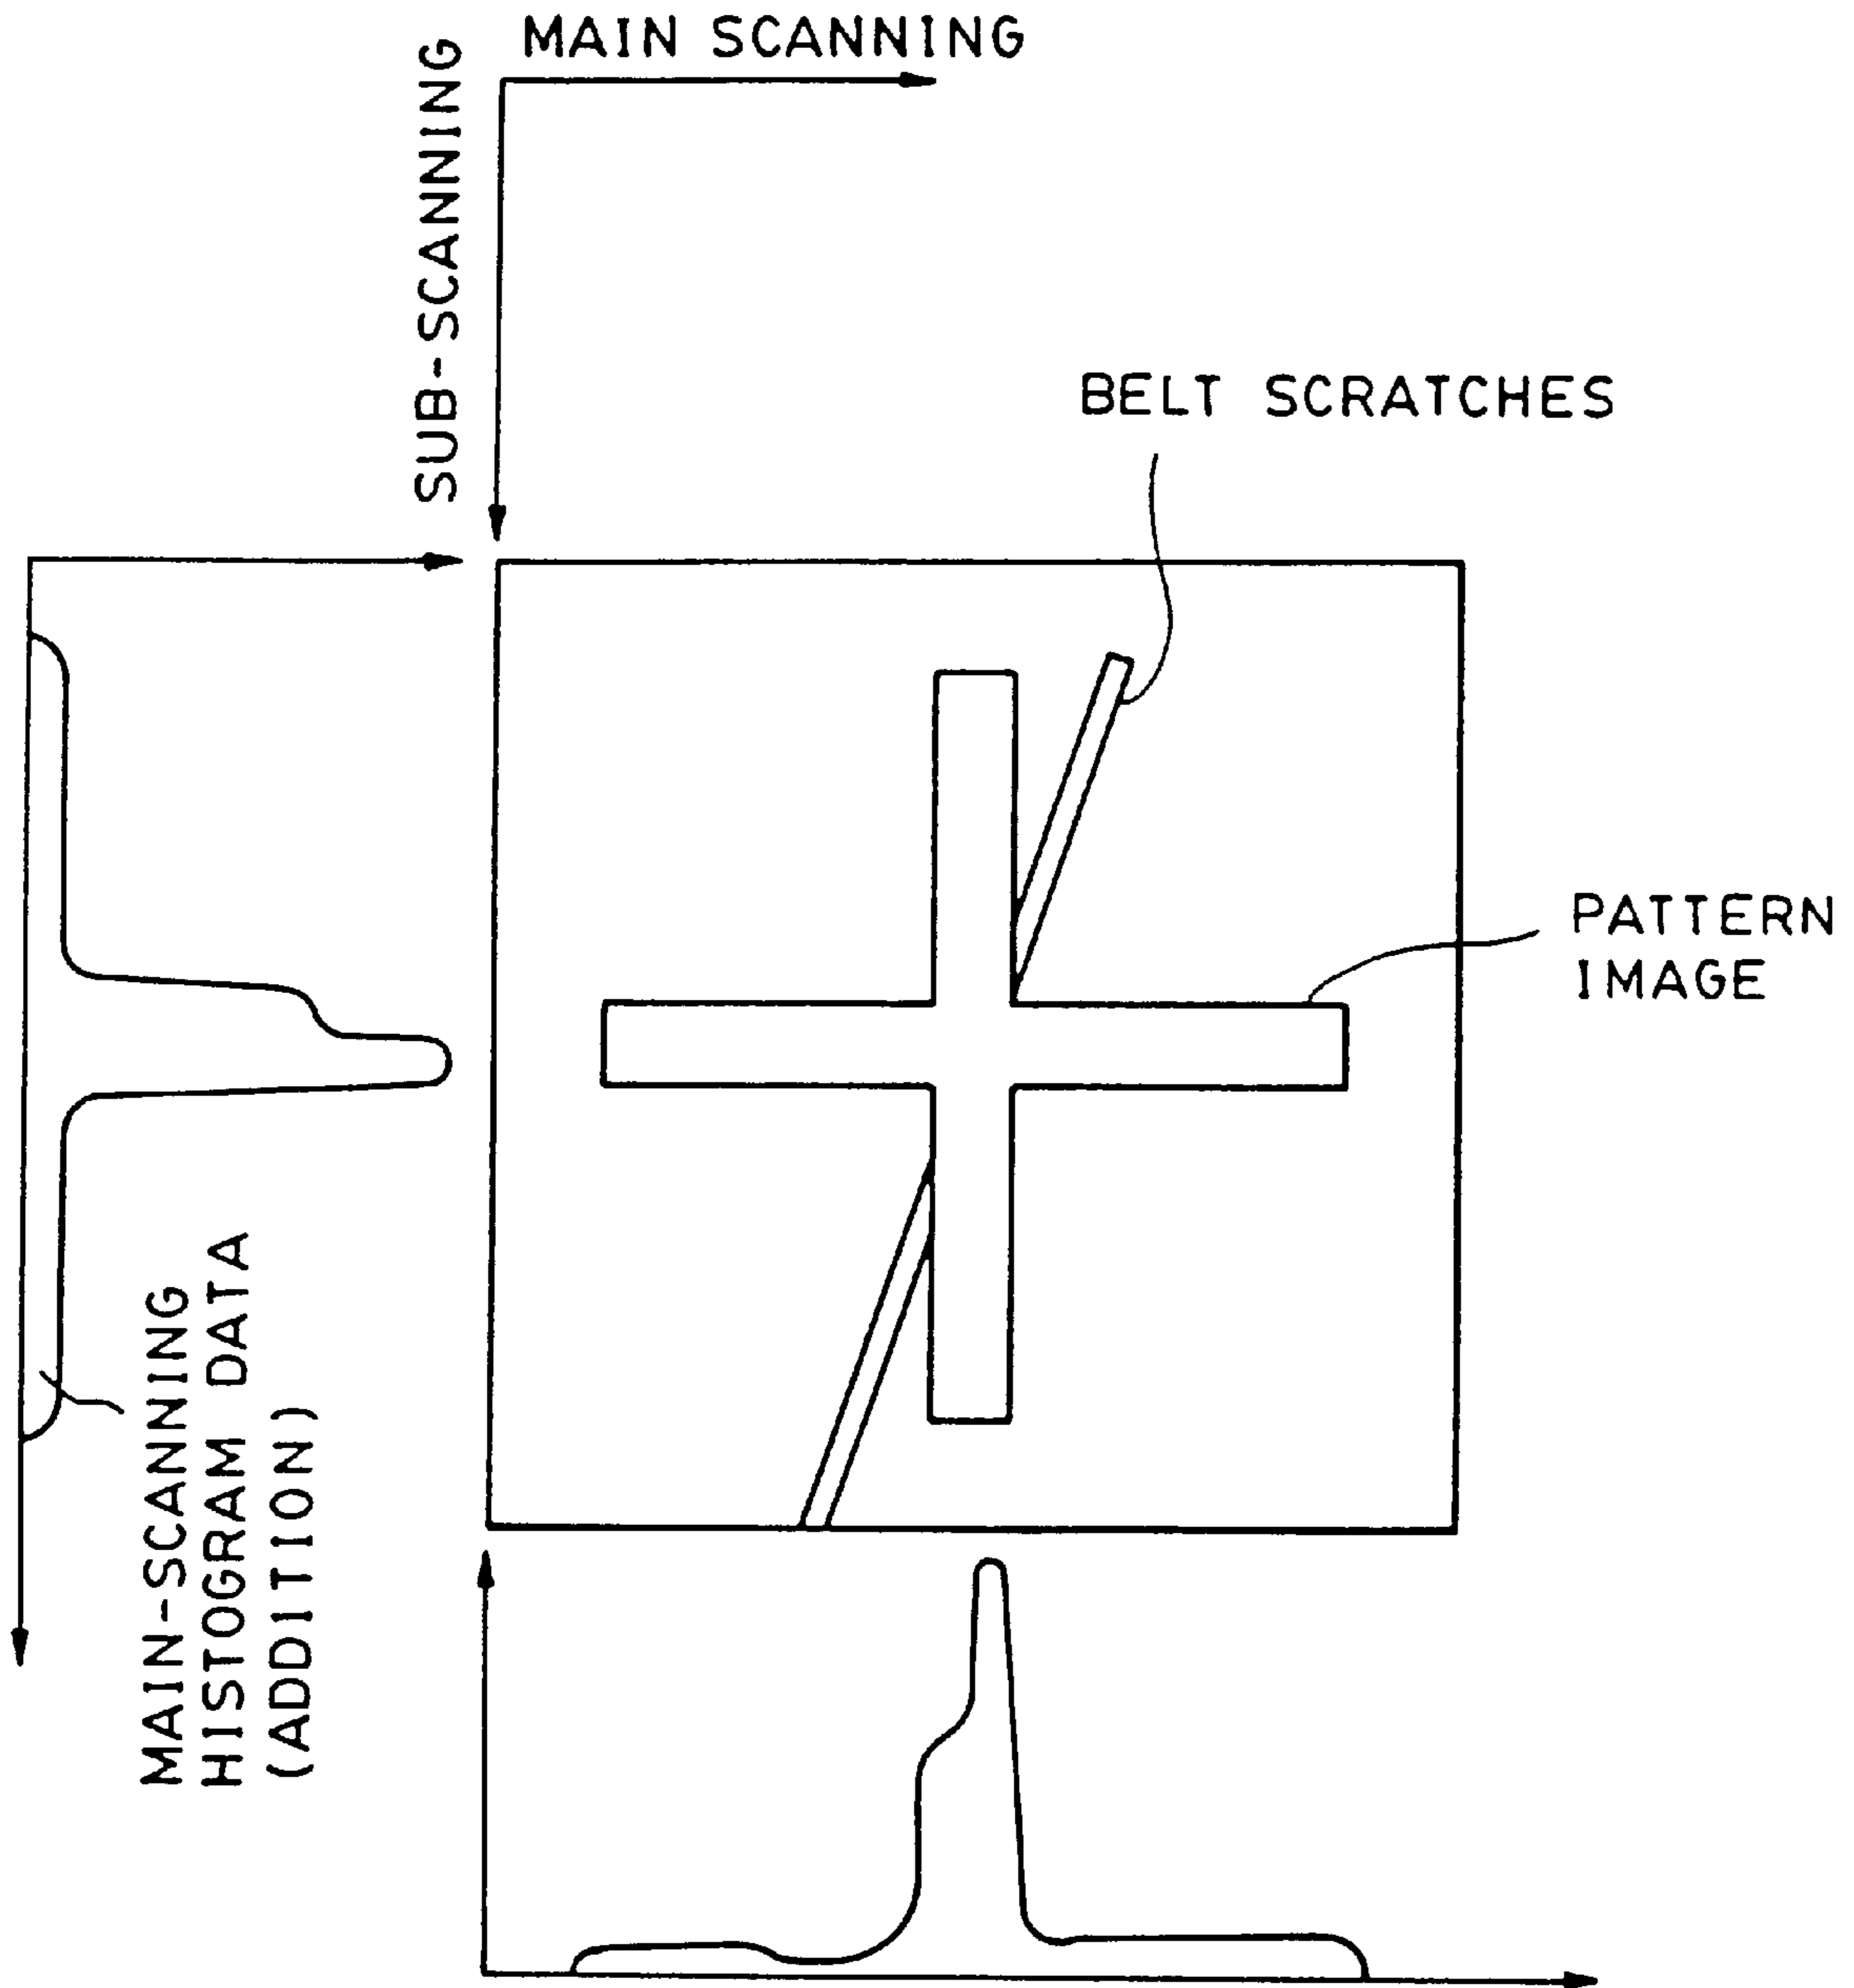 MAIN SCANNING
SUB-SCANNING
BELT SCRATCHES
PATTERN
IMAGE
MAIN-SCANNING
HISTOGRAM DATA
(ADDITION)